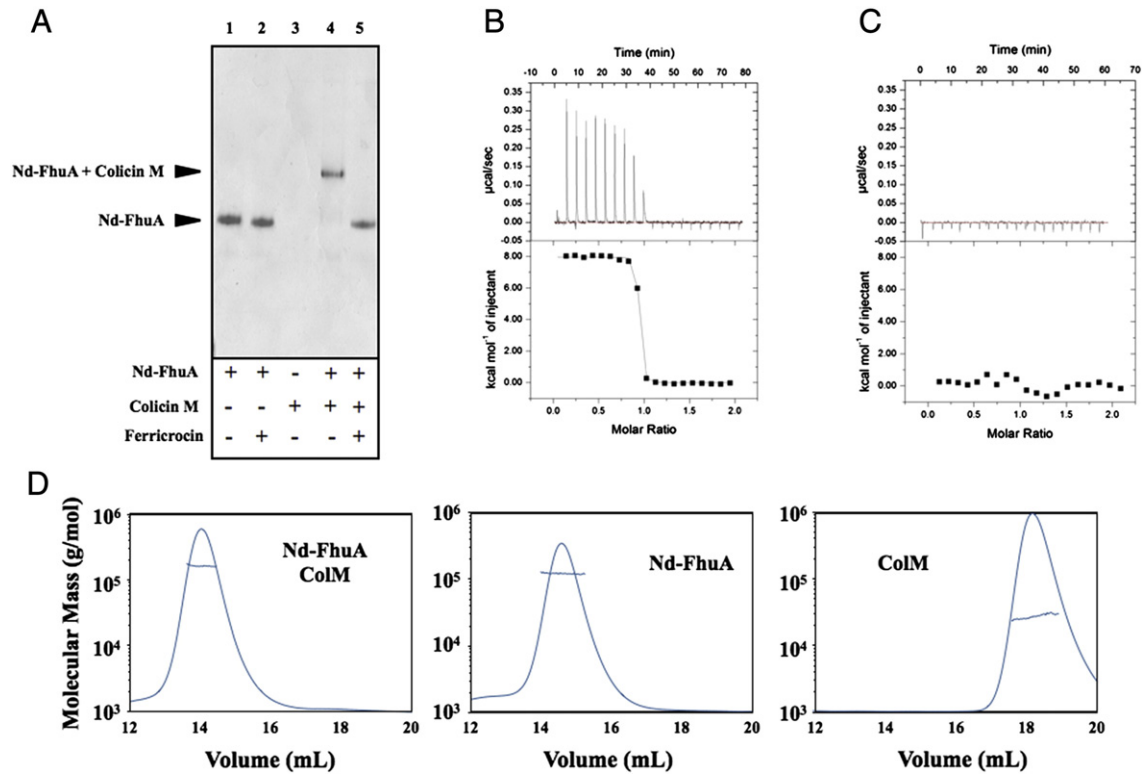 A
1 2 3 4 5
Nd-FhuA + Colicin M
Nd-FhuA
Nd-FhuA + + - + +
Colicin M - - + + +
Ferricrocin - + - - +
B
Time (min)
-10 0 10 20 30 40 50 60 70 80
0.35
0.30
0.25
0.20
0.15
0.10
0.05
0.00
-0.05
µcal/sec
8.00
6.00
4.00
2.00
0.00
kcal mol⁻¹ of injectant
0.0 0.5 1.0 1.5 2.0
Molar Ratio
C
Time (min)
0 10 20 30 40 50 60 70
0.35
0.30
0.25
0.20
0.15
0.10
0.05
0.00
-0.05
µcal/sec
8.00
6.00
4.00
2.00
0.00
kcal mol⁻¹ of injectant
0.0 0.5 1.0 1.5 2.0
Molar Ratio
D
Molecular Mass (g/mol)
10⁶
10⁵
10⁴
10³
Nd-FhuA
ColM
12 14 16 18 20
Volume (mL)
10⁶
10⁵
10⁴
10³
Nd-FhuA
12 14 16 18 20
Volume (mL)
10⁶
10⁵
10⁴
10³
ColM
12 14 16 18 20
Volume (mL)